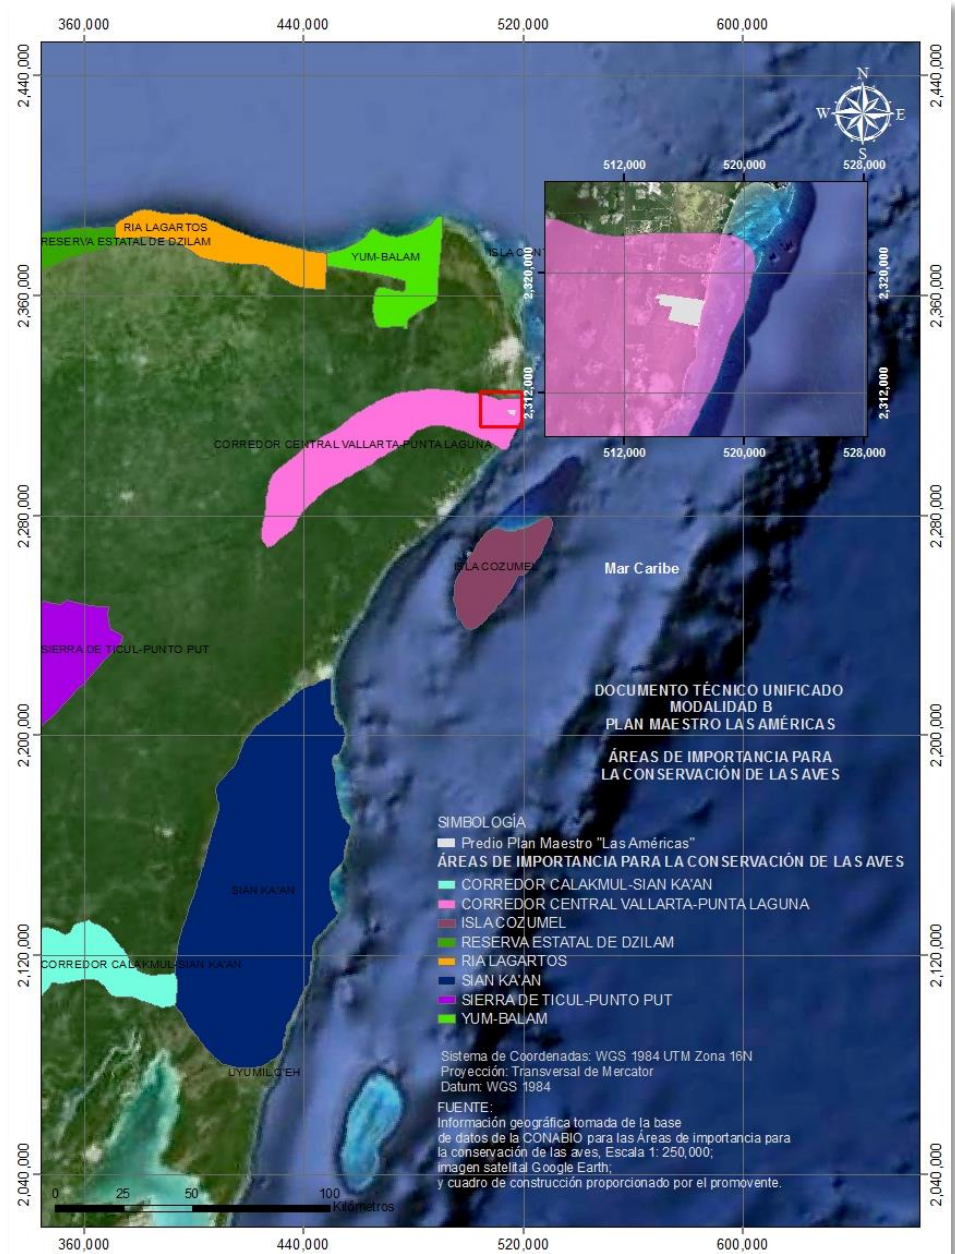 360,000
440,000
520,000
600,000
2,440,000
2,440,000
N
W
E
S
512,000
520,000
528,000
RIA LAGARTOS
RESERVA ESTATAL DE DZILAM
YUM-BALAM
2,320,000
2,320,000
2,360,000
2,360,000
2,312,000
2,312,000
512,000
520,000
528,000
CORREDOR CENTRAL VALLARTA-PUNTA LAGUNA
2,280,000
2,280,000
ISLA COZUMEL
Mar Caribe
SIERRA DE TICUL-PUNTO PUT
DOCUMENTO TÉCNICO UNIFICADO
MODALIDAD B
PLAN MAESTRO LAS AMÉRICAS
ÁREAS DE IMPORTANCIA PARA
LA CONSERVACIÓN DE LAS AVES
2,200,000
2,200,000
SIMBOLOGÍA
Predio Plan Maestro "Las Américas"
ÁREAS DE IMPORTANCIA PARA LA CONSERVACIÓN DE LAS AVES
CORREDOR CALAKMUL-SIAN KA'AN
CORREDOR CENTRAL VALLARTA-PUNTA LAGUNA
ISLA COZUMEL
RESERVA ESTATAL DE DZILAM
RIA LAGARTOS
SIAN KA'AN
SIERRA DE TICUL-PUNTO PUT
YUM-BALAM
SIAN KA'AN
2,120,000
2,120,000
CORREDOR CALAKMUL-SIAN KA'AN
UYUMIL C'EH
Sistema de Coordenadas: WGS 1984 UTM Zona 16N
Proyección: Transversal de Mercator
Datum: WGS 1984
FUENTE:
Información geográfica tomada de la base
de datos de la CONABIO para las Áreas de importancia para
la conservación de las aves, Escala 1: 250,000;
imagen satelital Google Earth;
y cuadro de construcción proporcionado por el promovente.
2,040,000
2,040,000
0
25
50
100
Kilómetros
360,000
440,000
520,000
600,000